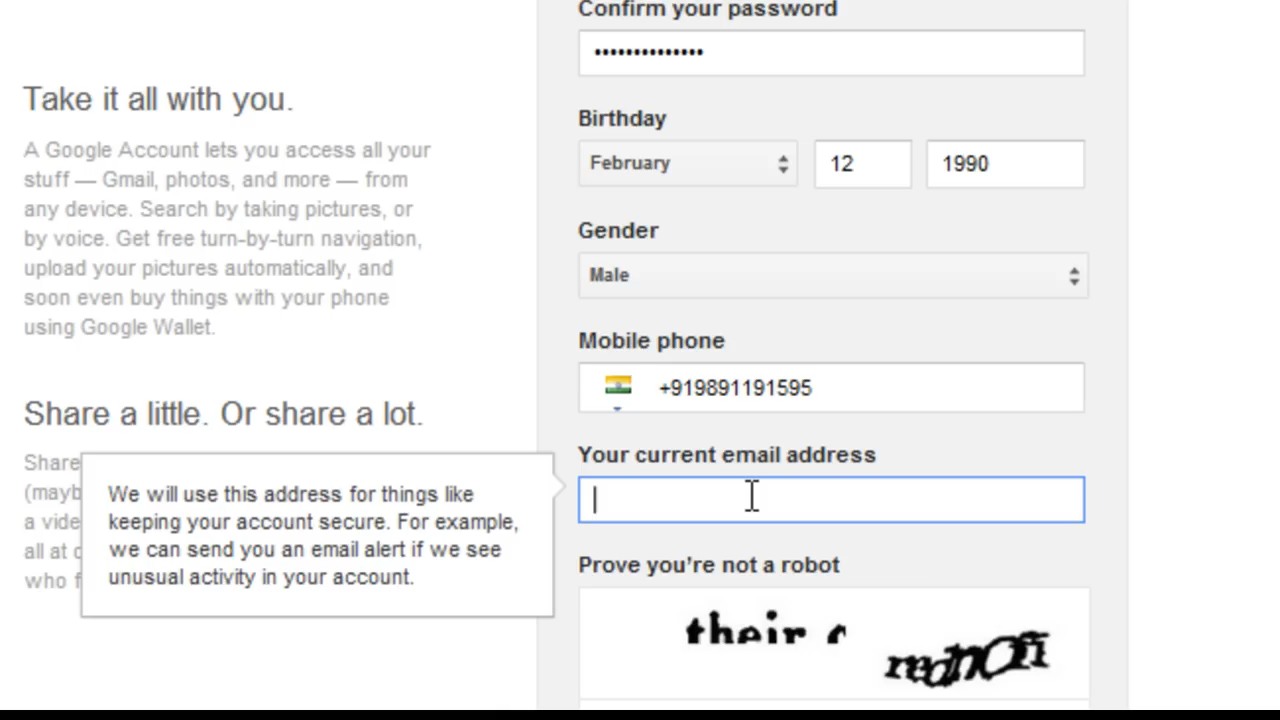 Confirm your password
••••••••••••••
Take it all with you.
A Google Account lets you access all your
stuff — Gmail, photos, and more — from
any device. Search by taking pictures, or
by voice. Get free turn-by-turn navigation,
upload your pictures automatically, and
soon even buy things with your phone
using Google Wallet.
Share a little. Or share a lot.
Share
(mayb
a vide
all at
who f
We will use this address for things like
keeping your account secure. For example,
we can send you an email alert if we see
unusual activity in your account.
Birthday
February 12 1990
Gender
Male
Mobile phone
+919891191595
Your current email address
Prove you're not a robot
their